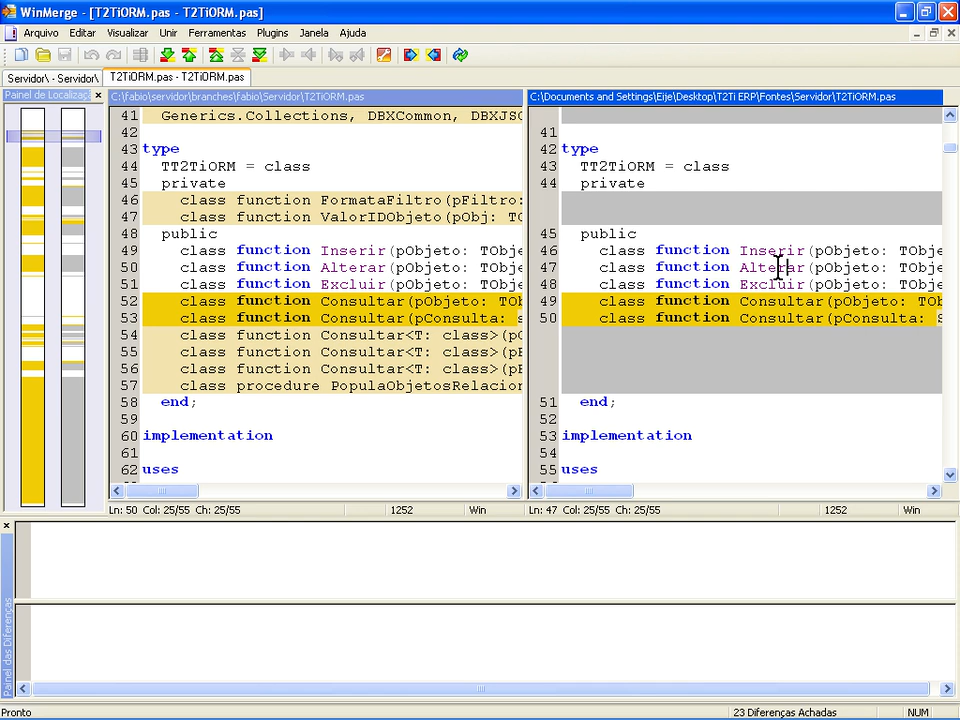 WinMerge - [T2TiORM.pas - T2TiORM.pas]
Arquivo Editar Visualizar Unir Ferramentas Plugins Janela Ajuda
Servidor\ - Servidor\ T2TiORM.pas - T2TiORM.pas
Painel de Localizaç
C:\fabio\servidor\branches\fabio\Servidor\T2TiORM.pas
41 Generics.Collections, DBXCommon, DBXJSO
42
43 type
44 TT2TiORM = class
45 private
46 class function FormataFiltro(pFiltro:
47 class function ValorIDObjeto(pObj: TO
48 public
49 class function Inserir(pObjeto: TObje
50 class function Alterar(pObjeto: TObje
51 class function Excluir(pObjeto: TObje
52 class function Consultar(pObjeto: TOb
53 class function Consultar(pConsulta: s
54 class function Consultar<T: class>(pO
55 class function Consultar<T: class>(pF
56 class function Consultar<T: class>(pF
57 class procedure PopulaObjetosRelacion
58 end;
59
60 implementation
61
62 uses
Ln: 50 Col: 25/55 Ch: 25/55 1252 Win
C:\Documents and Settings\Eije\Desktop\T2Ti ERP\Fontes\Servidor\T2TiORM.pas
41
42 type
43 TT2TiORM = class
44 private
45 public
46 class function Inserir(pObjeto: TObje
47 class function Alterar(pObjeto: TObje
48 class function Excluir(pObjeto: TObje
49 class function Consultar(pObjeto: TOb
50 class function Consultar(pConsulta: S
51 end;
52
53 implementation
54
55 uses
Ln: 47 Col: 25/55 Ch: 25/55 1252 Win
Painel das Diferenças
Pronto 23 Diferenças Achadas NUM